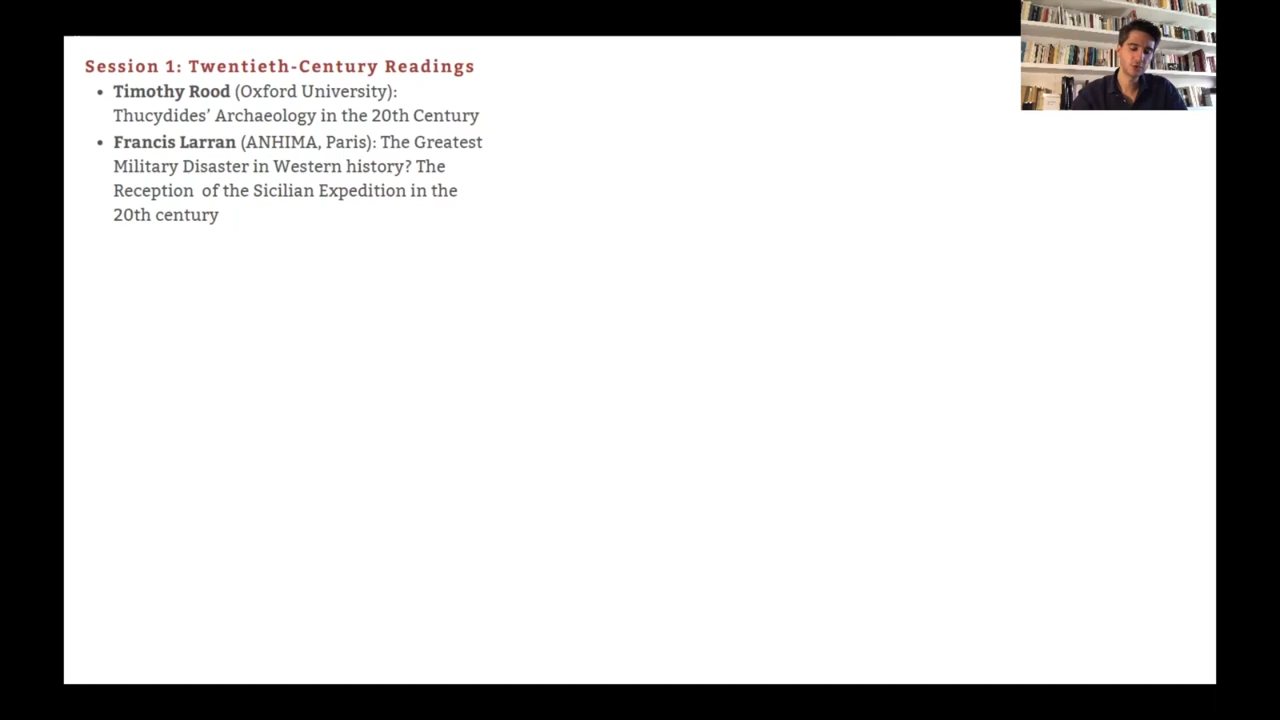 Session 1: Twentieth-Century Readings
• Timothy Rood (Oxford University):
Thucydides’ Archaeology in the 20th Century
• Francis Larran (ANHIMA, Paris): The Greatest
Military Disaster in Western history? The
Reception of the Sicilian Expedition in the
20th century